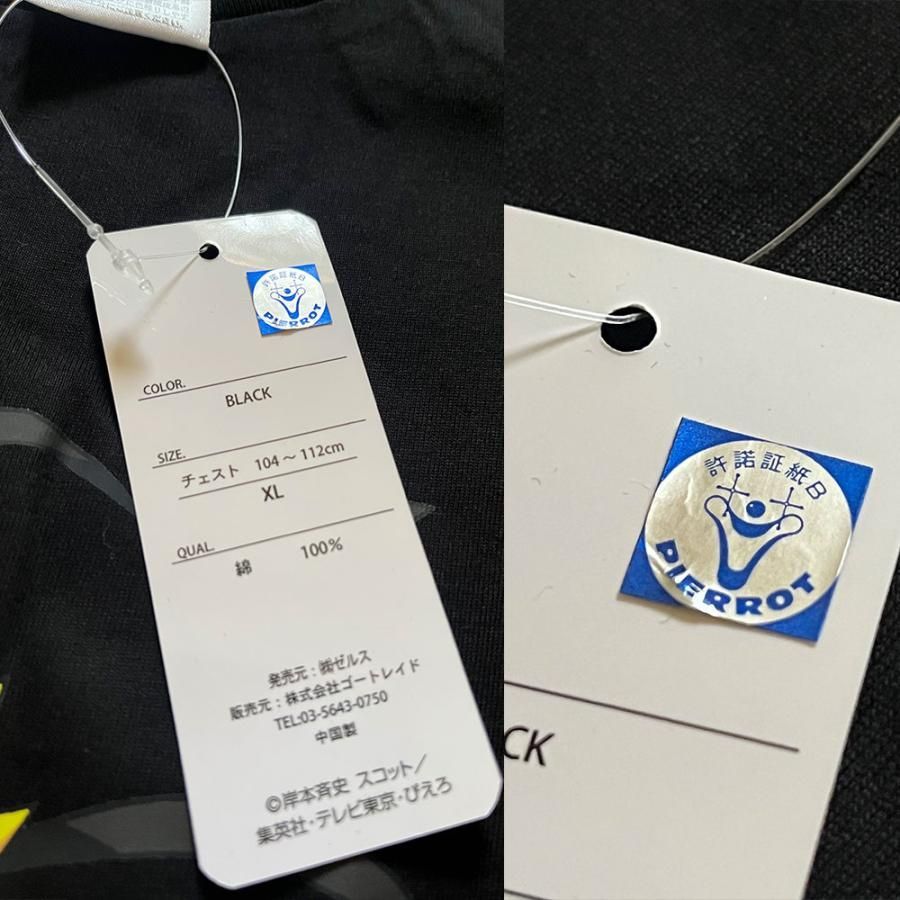 許諾証紙B
PIERROT
COLOR.
BLACK
SIZE.
チェスト 104～112cm
XL
QUAL.
綿 100%
発売元：㈱ゼルス
販売元：株式会社ゴートレイド
TEL:03-5643-0750
中国製
©岸本斉史 スコット／
集英社・テレビ東京・ぴえろ
許諾証紙B
PIERROT
CK